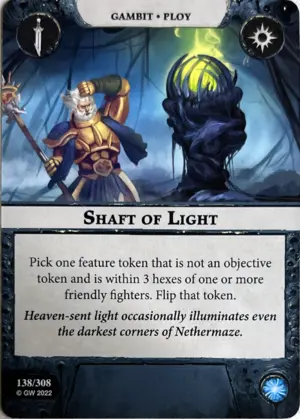 GAMBIT • PLOY
SHAFT OF LIGHT
Pick one feature token that is not an objective
token and is within 3 hexes of one or more
friendly fighters. Flip that token.
Heaven-sent light occasionally illuminates even
the darkest corners of Nethermaze.
138/308
© GW 2022